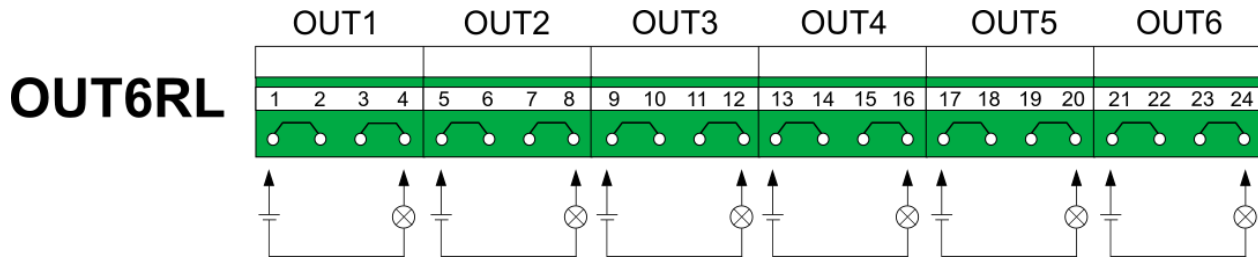 OUT1 OUT2 OUT3 OUT4 OUT5 OUT6
OUT6RL
1 2 3 4 5 6 7 8 9 10 11 12 13 14 15 16 17 18 19 20 21 22 23 24